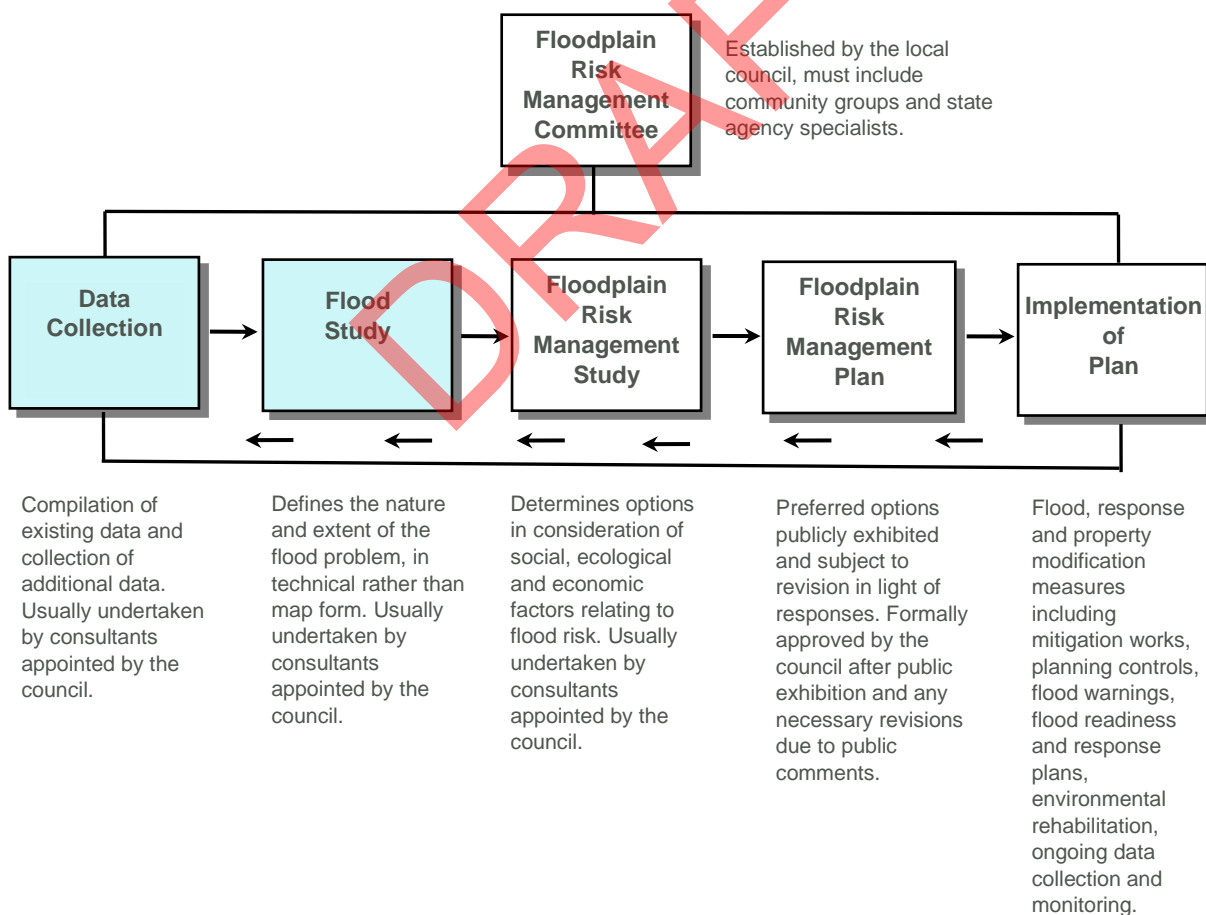 Floodplain
Risk
Management
Committee
Established by the local
council, must include
community groups and state
agency specialists.
DRAF
Data
Collection
Flood
Study
Floodplain
Risk
Management
Study
Floodplain
Risk
Management
Plan
Implementation
of
Plan
Compilation of
existing data and
collection of
additional data.
Usually undertaken
by consultants
appointed by the
council.
Defines the nature
and extent of the
flood problem, in
technical rather than
map form. Usually
undertaken by
consultants
appointed by the
council.
Determines options
in consideration of
social, ecological
and economic
factors relating to
flood risk. Usually
undertaken by
consultants
appointed by the
council.
Preferred options
publicly exhibited
and subject to
revision in light of
responses. Formally
approved by the
council after public
exhibition and any
necessary revisions
due to public
comments.
Flood, response
and property
modification
measures
including
mitigation works,
planning controls,
flood warnings,
flood readiness
and response
plans,
environmental
rehabilitation,
ongoing data
collection and
monitoring.